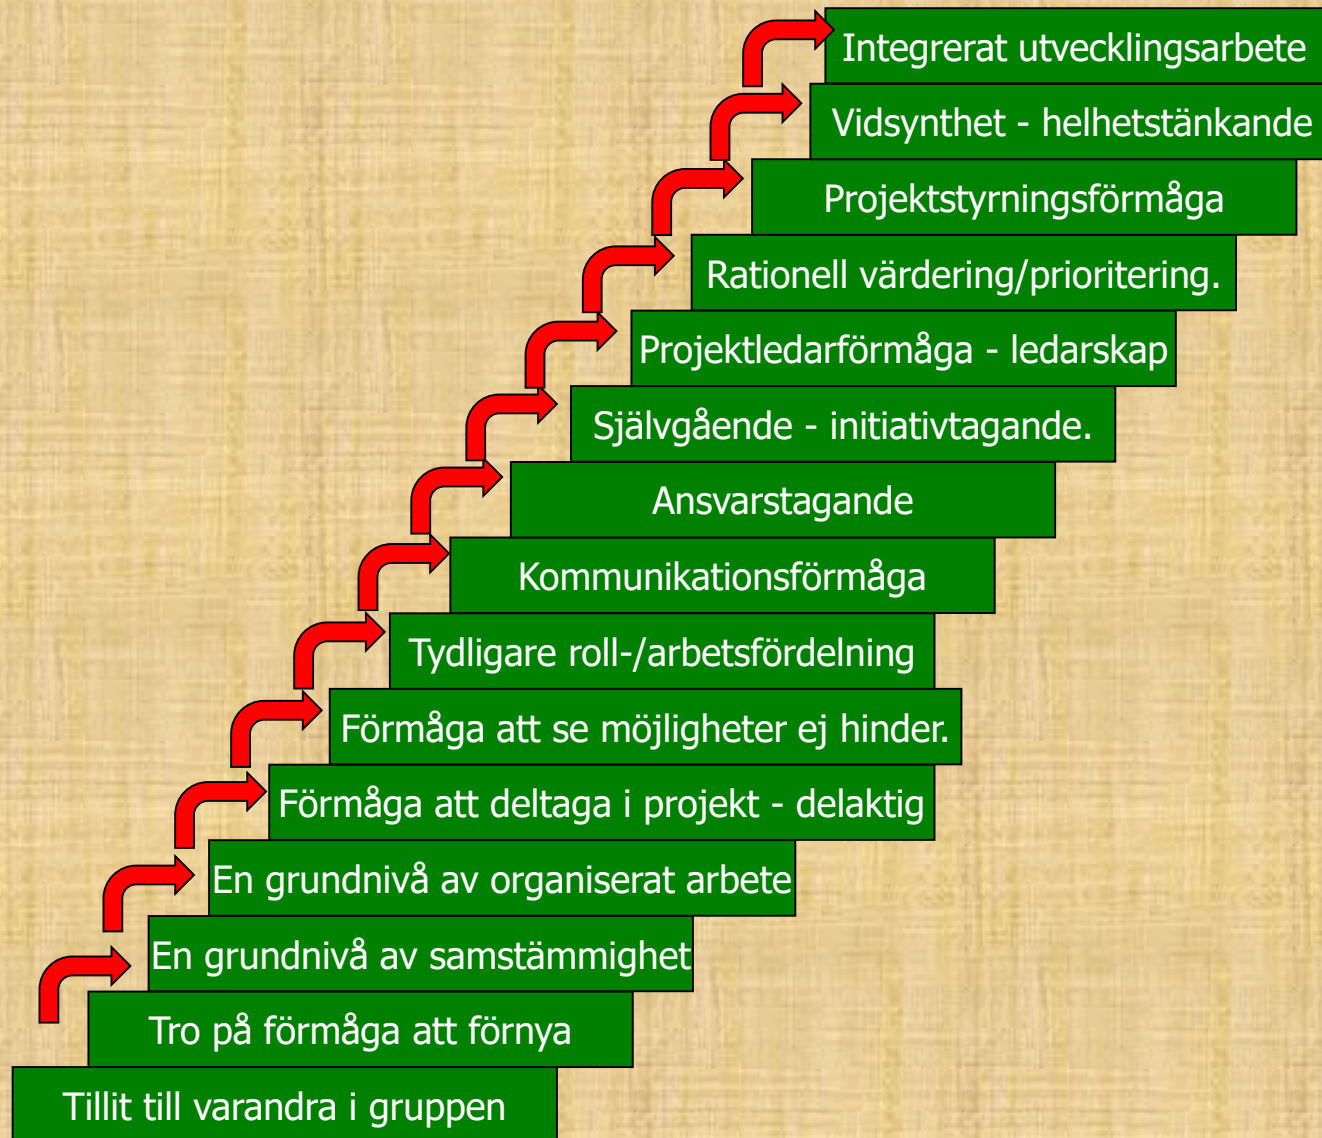 Integrerat utvecklingsarbete
Vidsynthet - helhetstänkande
Projektstyrningsförmåga
Rationell värdering/prioritering.
Projektledarförmåga - ledarskap
Självgående - initiativtagande.
Ansvarstagande
Kommunikationsförmåga
Tydligare roll-/arbetsfördelning
Förmåga att se möjligheter ej hinder.
Förmåga att deltaga i projekt - delaktig
En grundnivå av organiserat arbete
En grundnivå av samstämmighet
Tro på förmåga att förnya
Tillit till varandra i gruppen